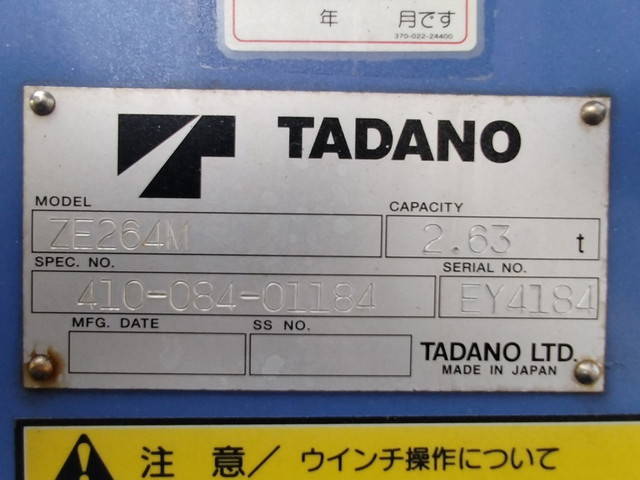 年 月です
370-022-24400
TADANO
MODEL CAPACITY
ZE264M 2.63 t
SPEC. NO. SERIAL NO.
410-084-01184 EY4184
MFG. DATE SS NO.
TADANO LTD.
MADE IN JAPAN
注意／ウインチ操作について